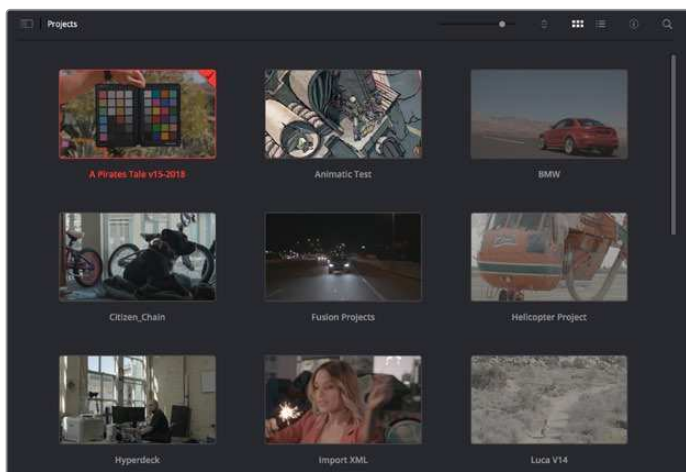 Projects
A Pirates Tale v15-2018
Animatic Test
BMW
Citizen_Chain
Fusion Projects
Helicopter Project
Hyperdeck
Import XML
Luca V14